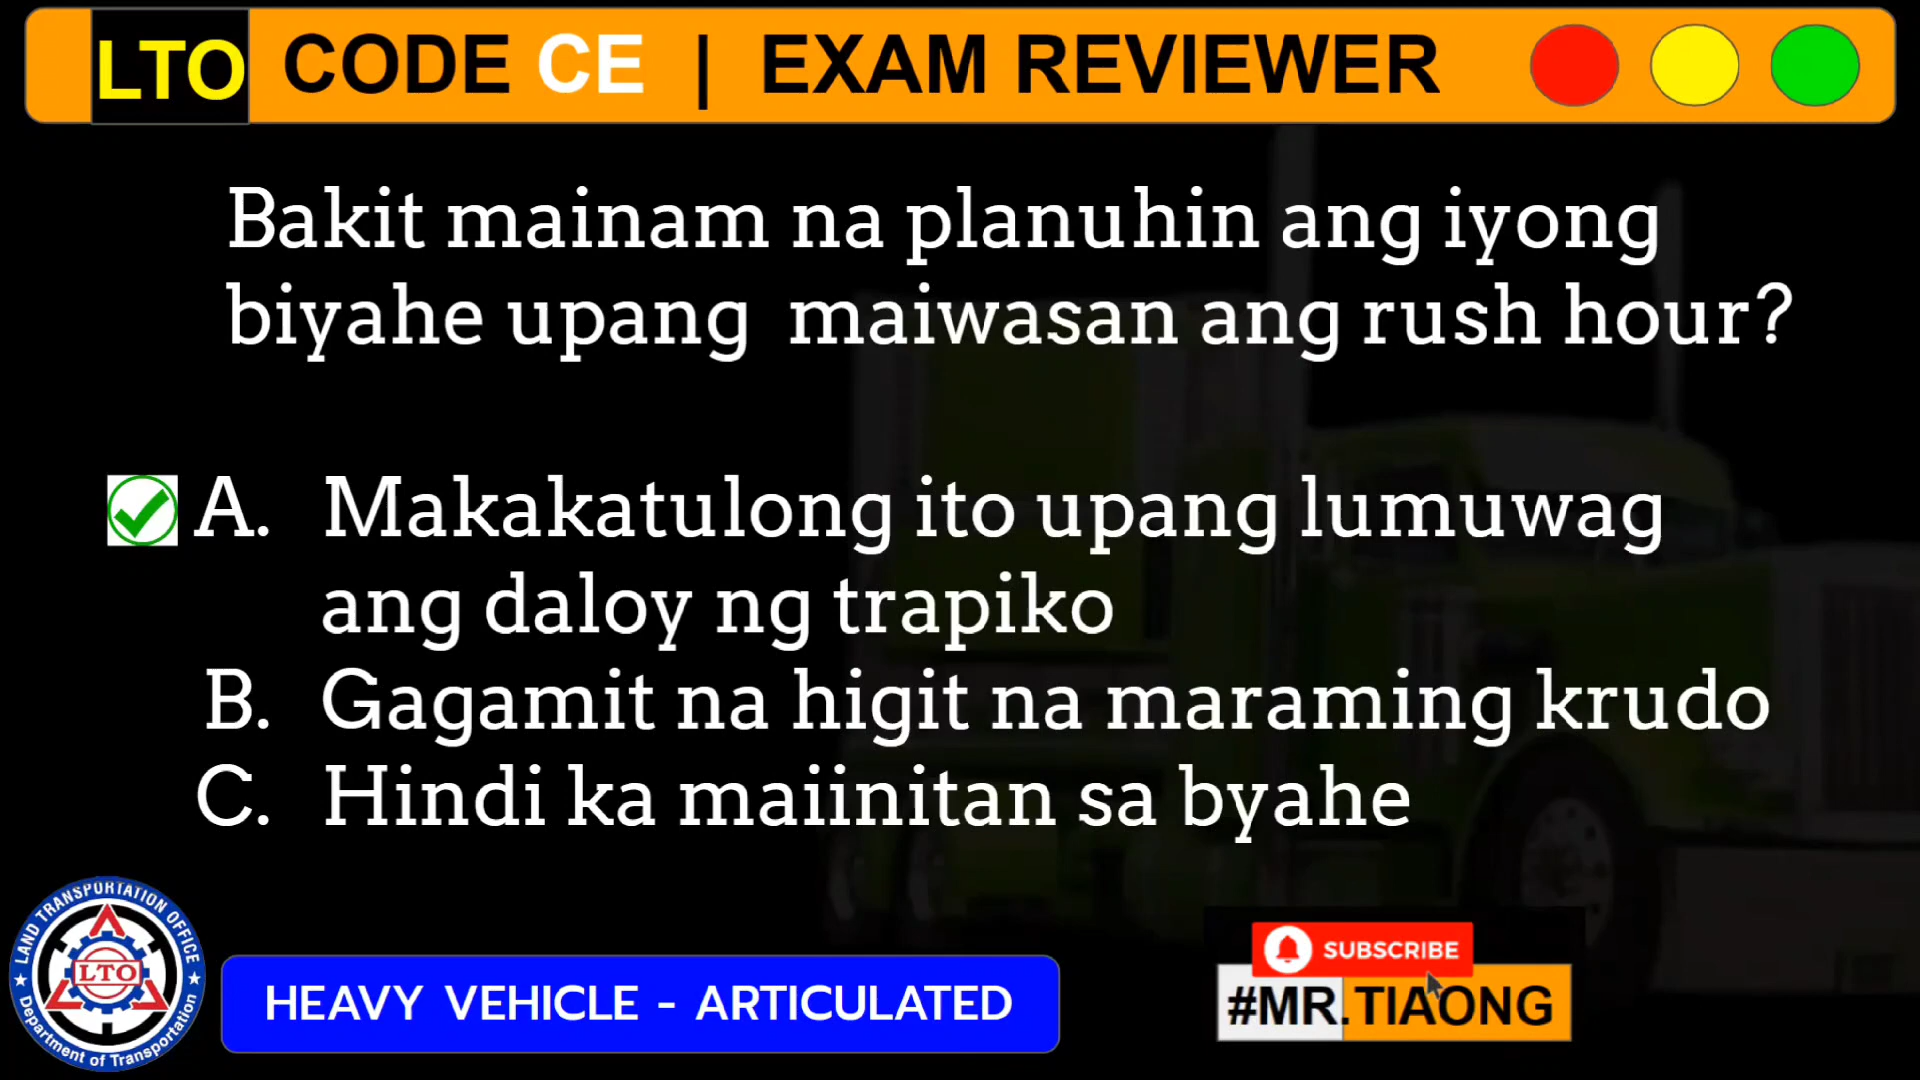 LTO CODE CE | EXAM REVIEWER
Bakit mainam na planuhin ang iyong
biyahe upang maiwasan ang rush hour?
A. Makakatulong ito upang lumuwag
ang daloy ng trapiko
B. Gagamit na higit na maraming krudo
C. Hindi ka maiinitan sa byahe
LAND TRANSPORTATION OFFICE
LTO
Department of Transportation
HEAVY VEHICLE - ARTICULATED
SUBSCRIBE
#MR.TIAONG